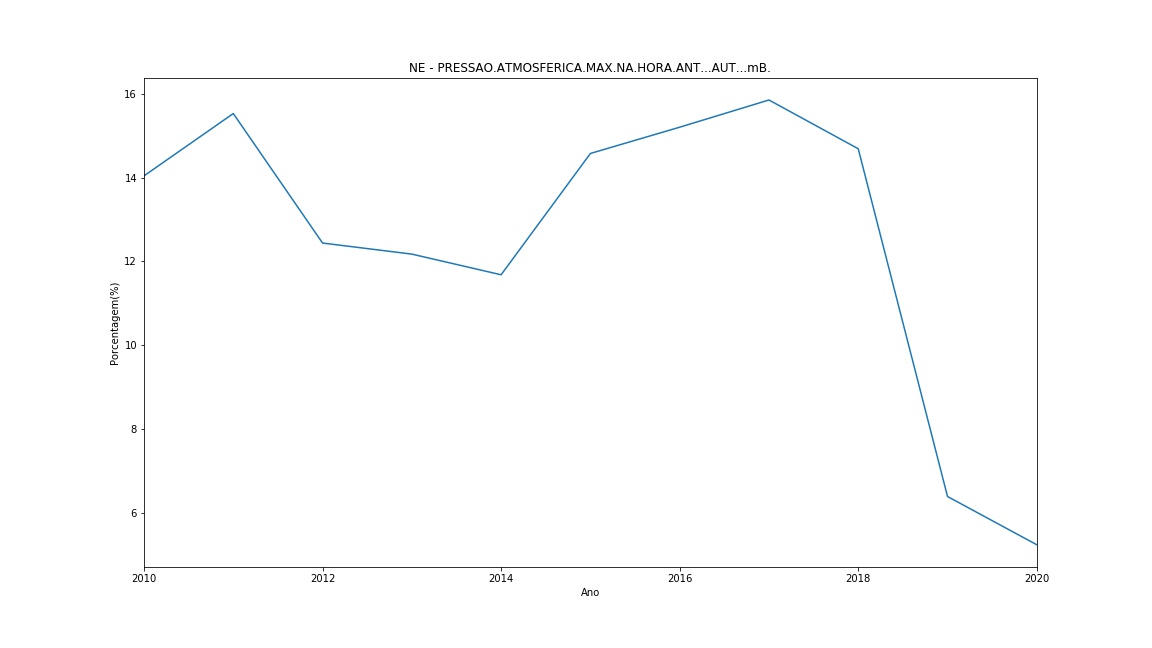 NE - PRESSAO.ATMOSFERICA.MAX.NA.HORA.ANT...AUT...mB.
16
14
12
10
8
6
Porcentagem(%)
2010 2012 2014 2016 2018 2020
Ano